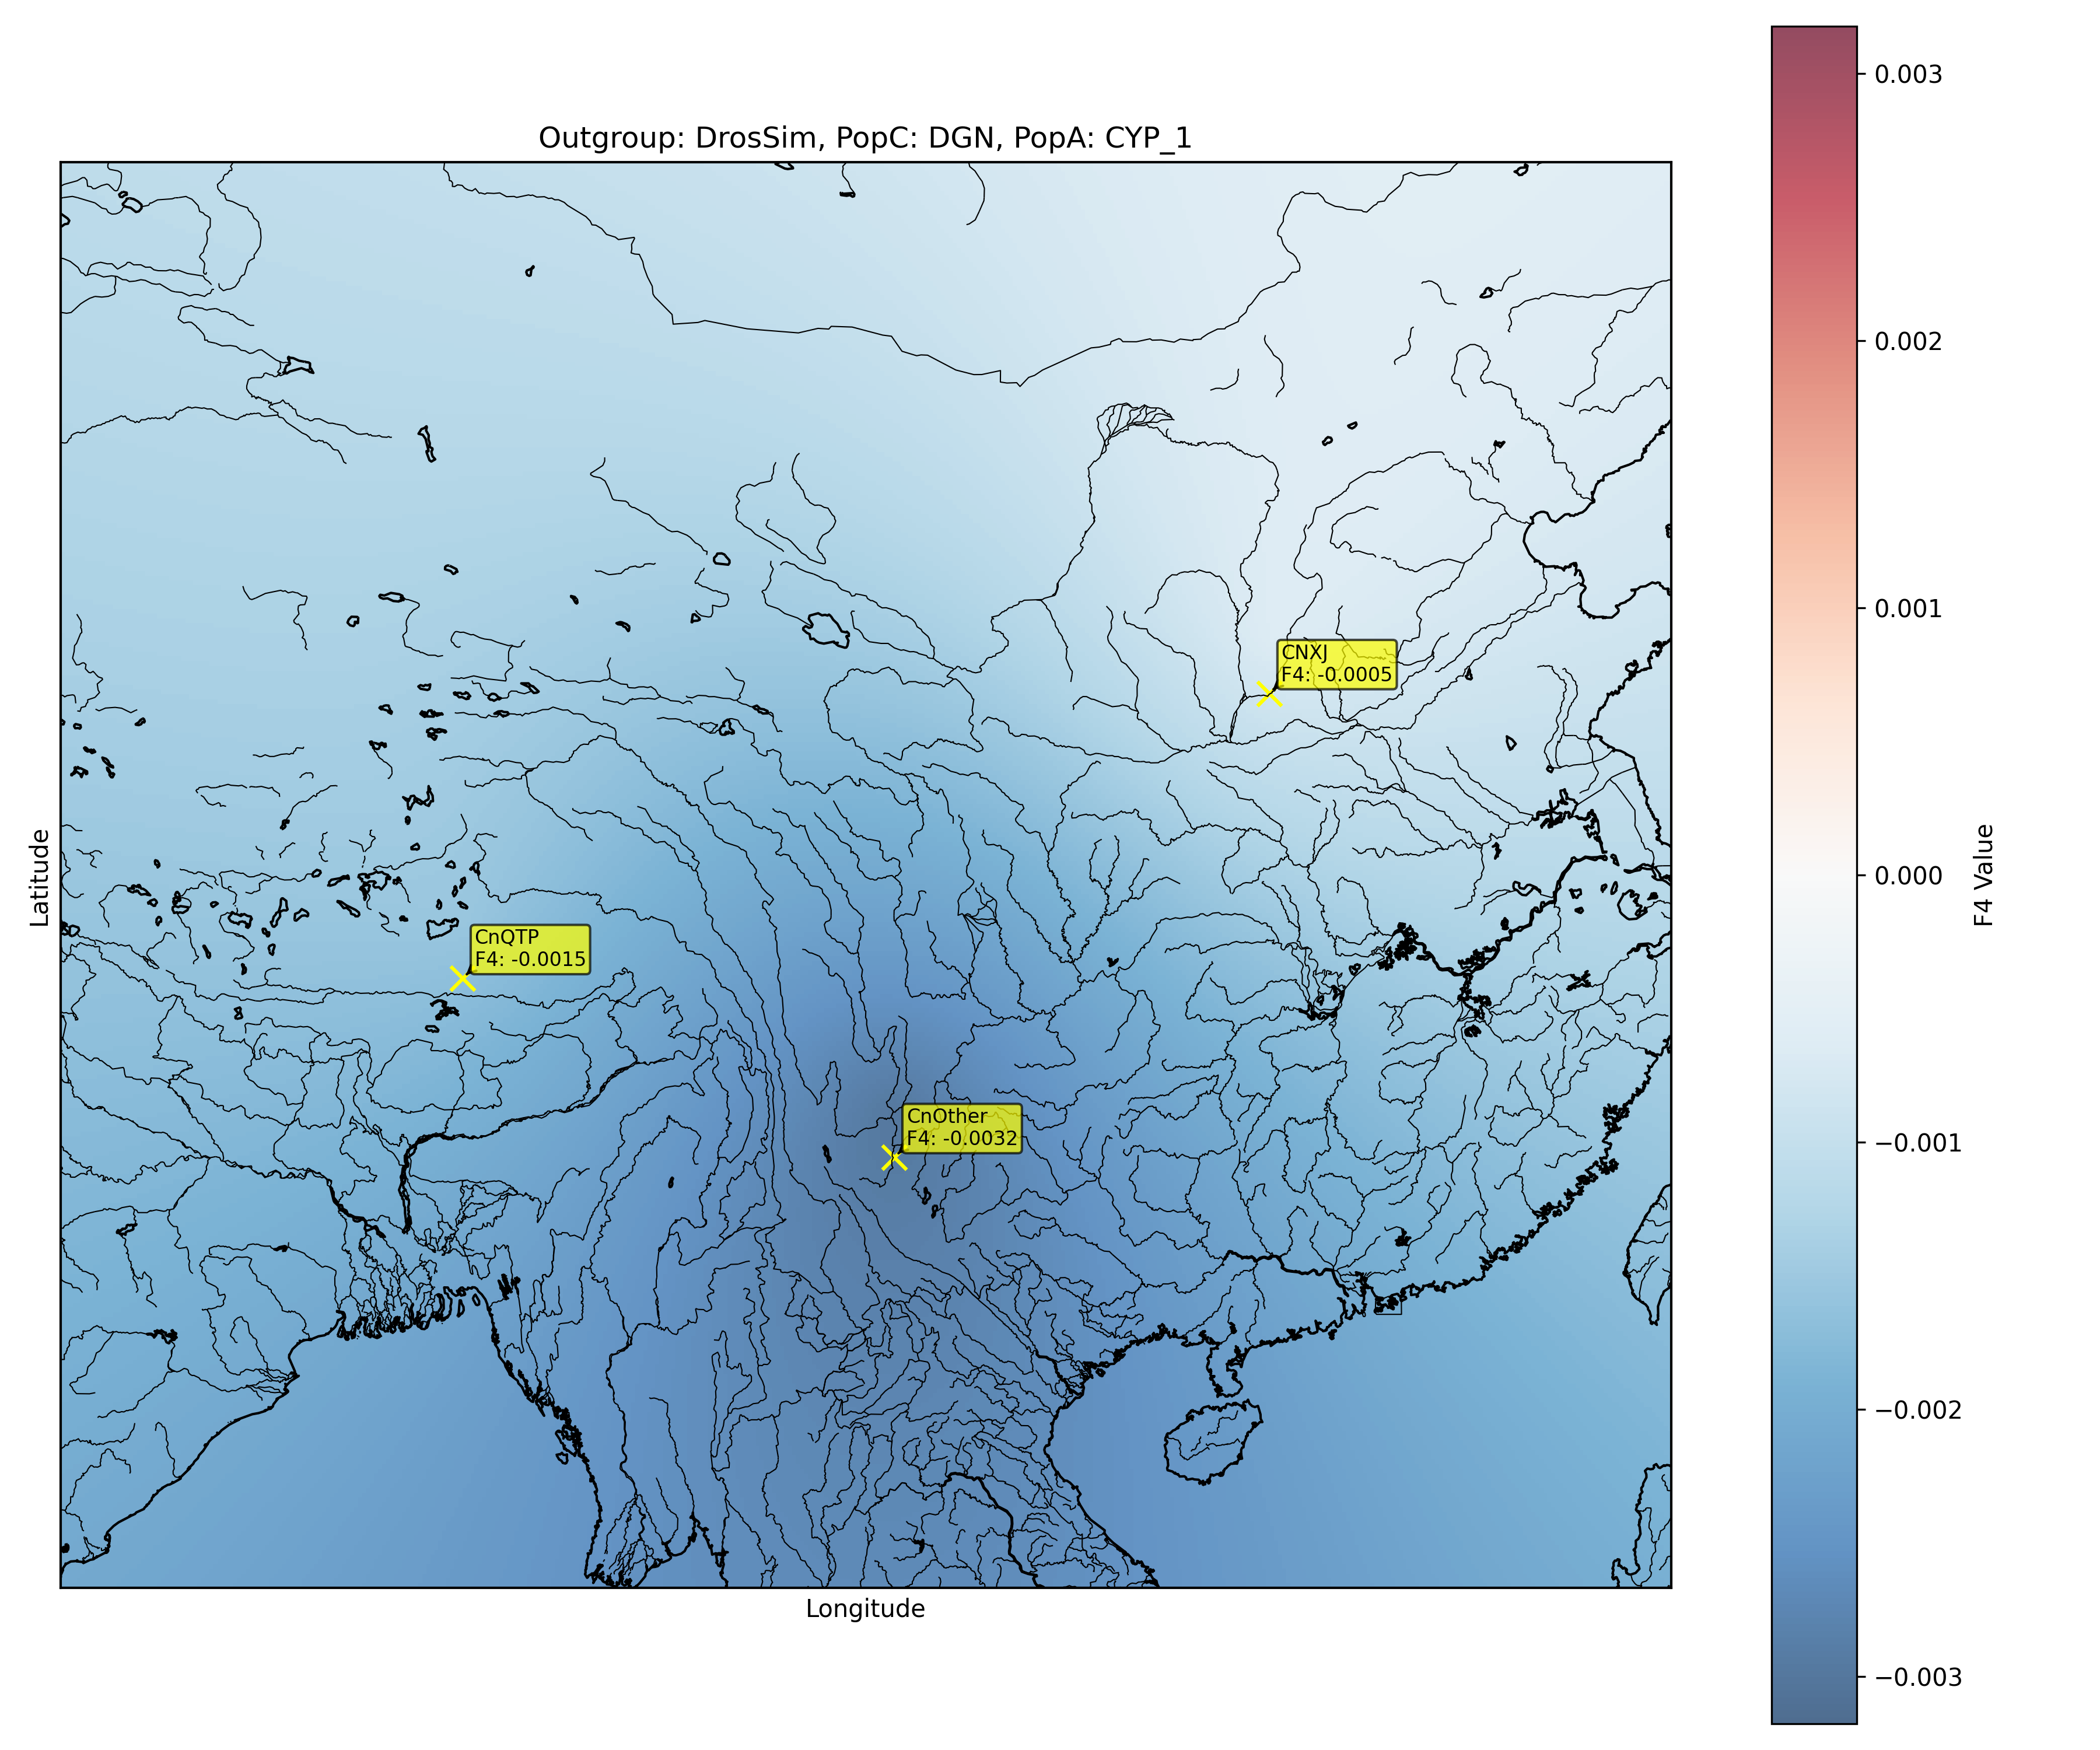 Outgroup: DrosSim, PopC: DGN, PopA: CYP_1
0.003
0.002
0.001
0.000
−0.001
−0.002
−0.003
F4 Value
CNXJ
F4: -0.0005
CnQTP
F4: -0.0015
CnOther
F4: -0.0032
Latitude
Longitude